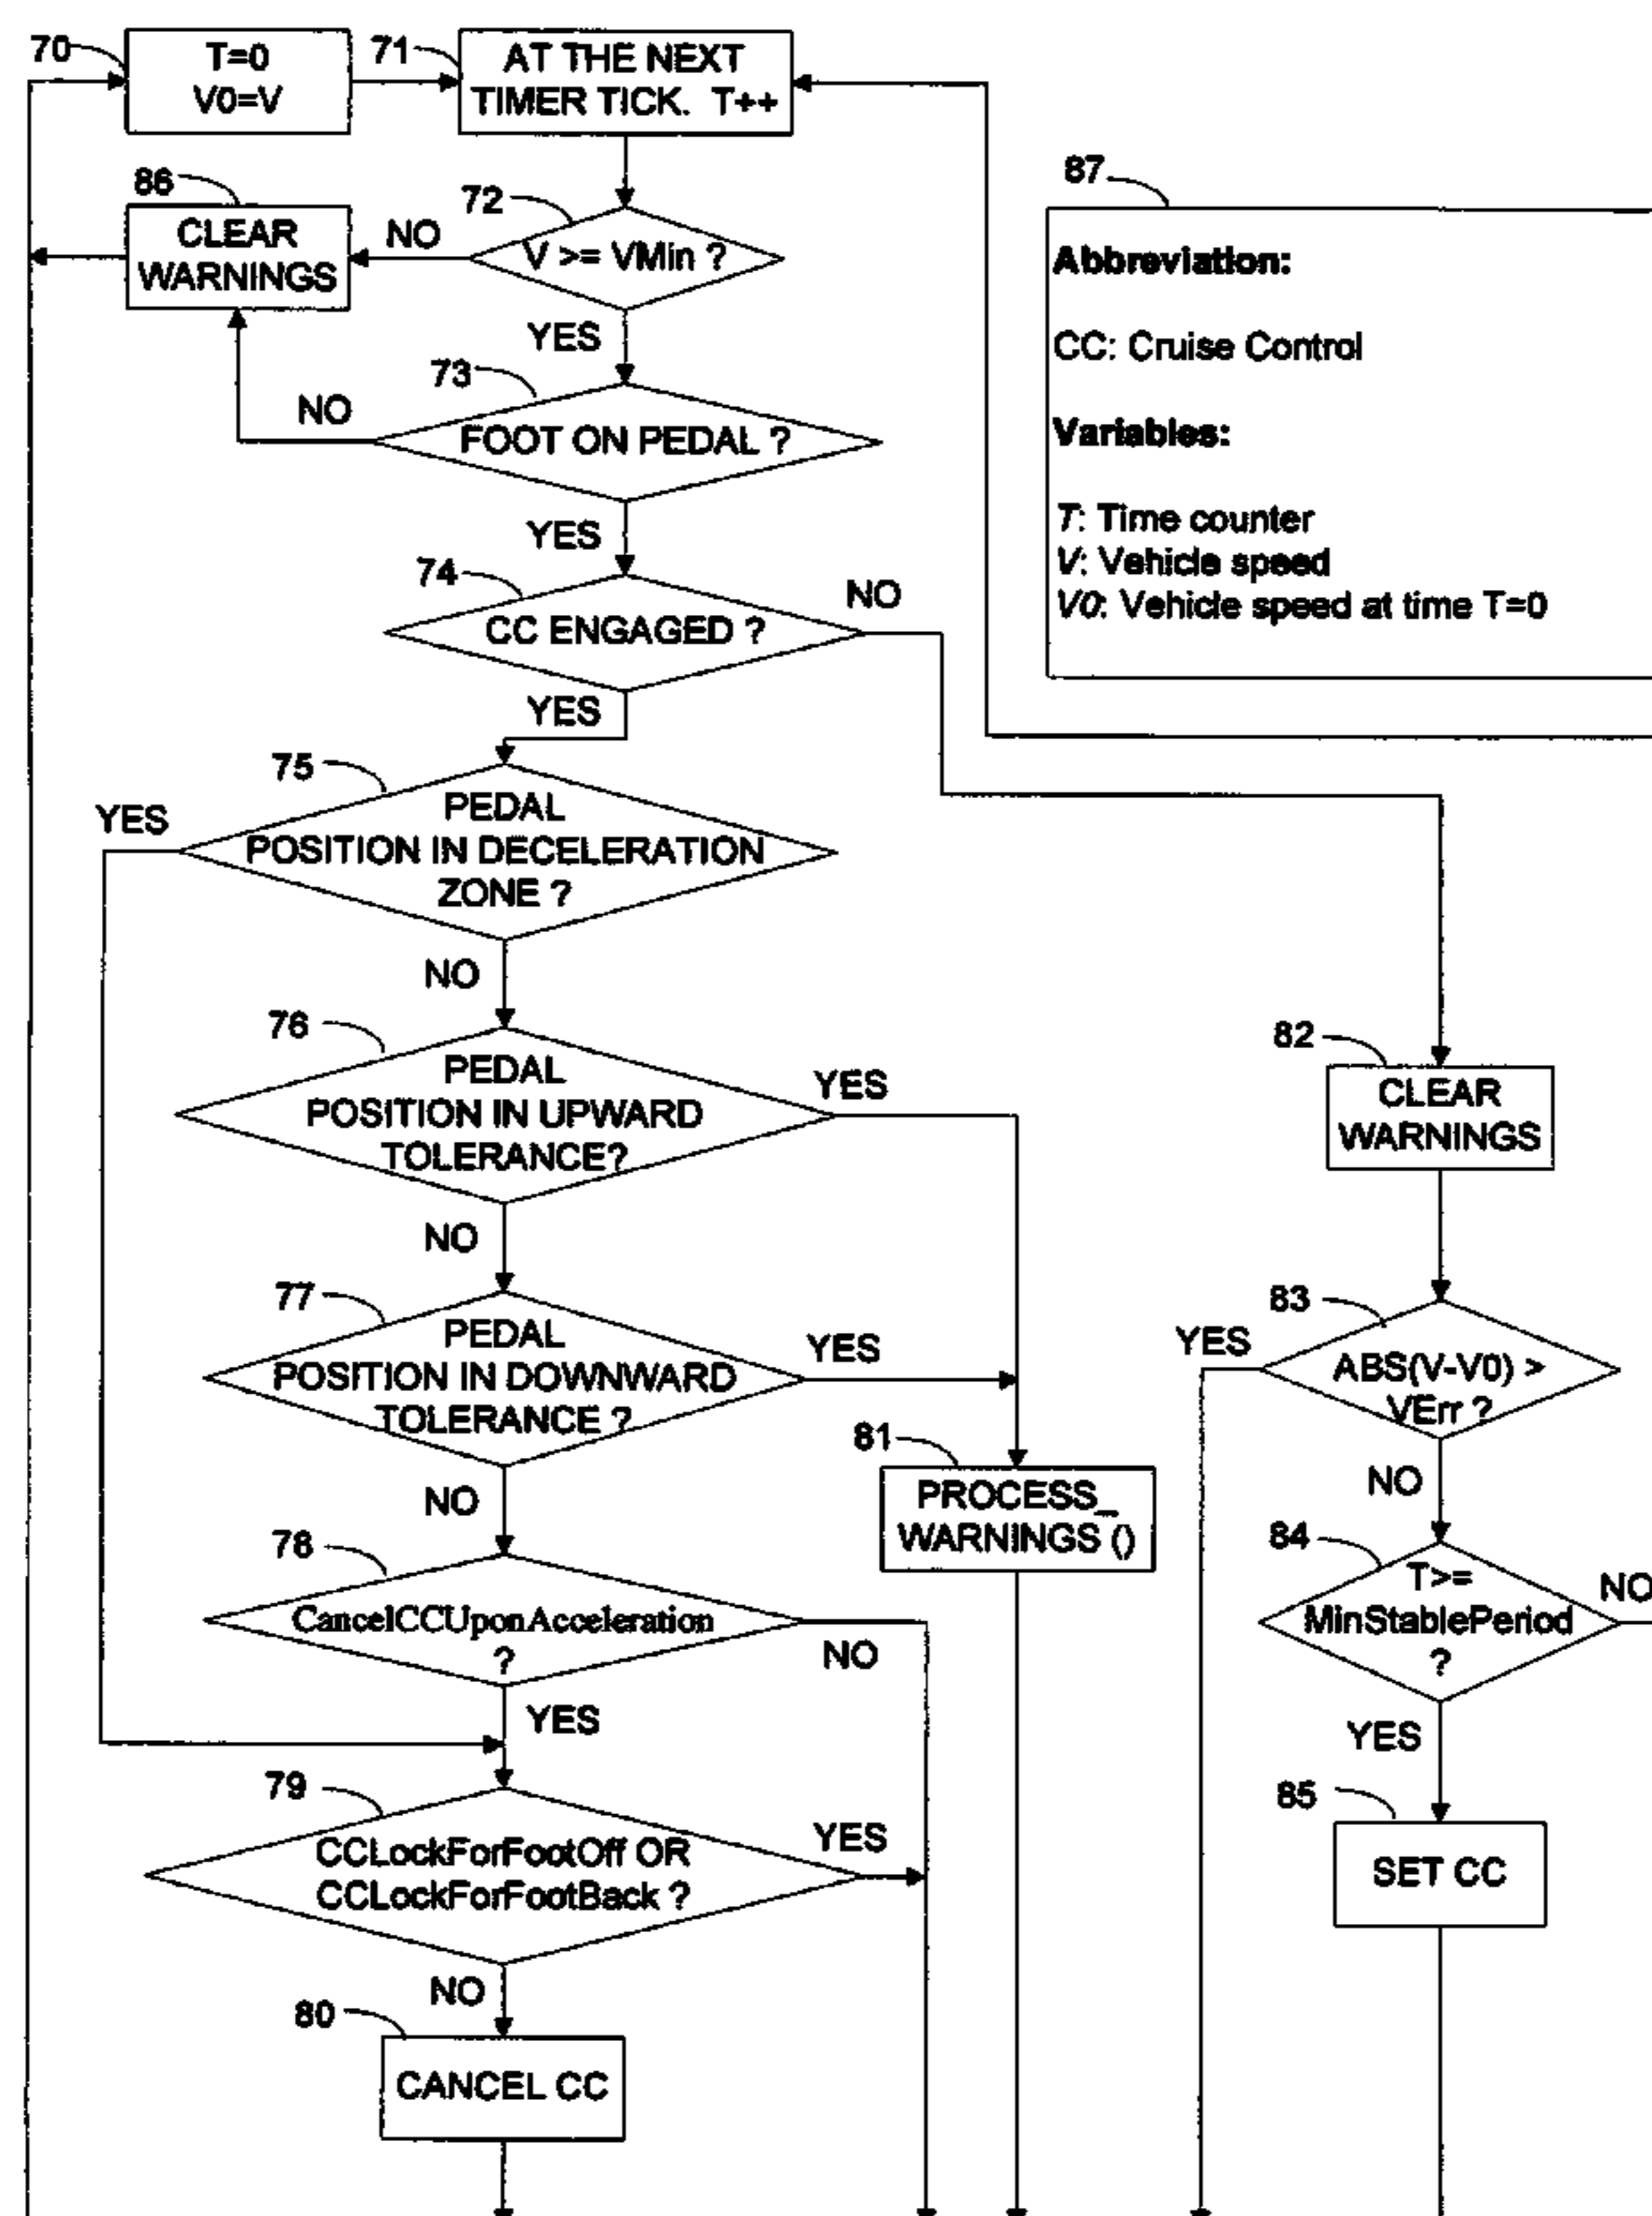 70
T=0
V0=V
71
AT THE NEXT
TIMER TICK. T++
86
CLEAR
WARNINGS
NO
72
V >= VMin ?
YES
87
Abbreviation:
CC: Cruise Control
Variables:
T: Time counter
V: Vehicle speed
V0: Vehicle speed at time T=0
73
NO
FOOT ON PEDAL ?
YES
74
NO
CC ENGAGED ?
YES
75
YES
PEDAL
POSITION IN DECELERATION
ZONE ?
NO
76
PEDAL
POSITION IN UPWARD
TOLERANCE?
YES
NO
82
CLEAR
WARNINGS
77
PEDAL
POSITION IN DOWNWARD
TOLERANCE ?
YES
NO
83
YES
ABS(V-V0) >
VErr ?
NO
81
PROCESS_
WARNINGS ()
78
CancelCCUponAcceleration
?
NO
YES
84
T>=
MinStablePeriod
?
NO
YES
79
CCLockForFootOff OR
CCLockForFootBack ?
YES
NO
85
SET CC
80
CANCEL CC